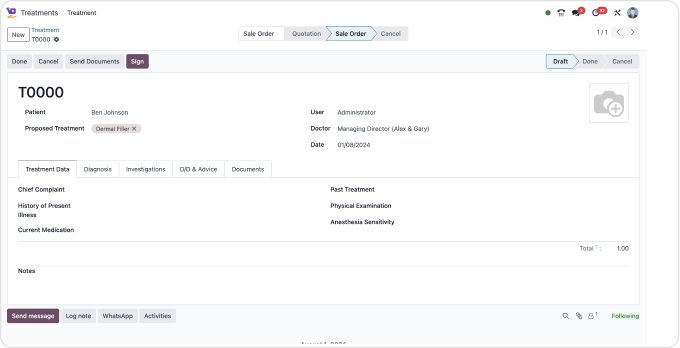 Treatments Treatment
3 42
New Treatment
T0000
Sale Order Quotation Sale Order Cancel
1 / 1
Done Cancel Send Documents Sign
Draft Done Cancel
T0000
Patient Ben Johnson
User Administrator
Proposed Treatment Dermal Filler ×
Doctor Managing Director (Alex & Gary)
Date 01/08/2024
Treatment Data Diagnosis Investigations O/D & Advice Documents
Chief Complaint
Past Treatment
History of Present
Illness
Physical Examination
Anesthesia Sensitivity
Current Medication
Total ? : 1.00
Notes
Send message Log note WhatsApp Activities
1 Following